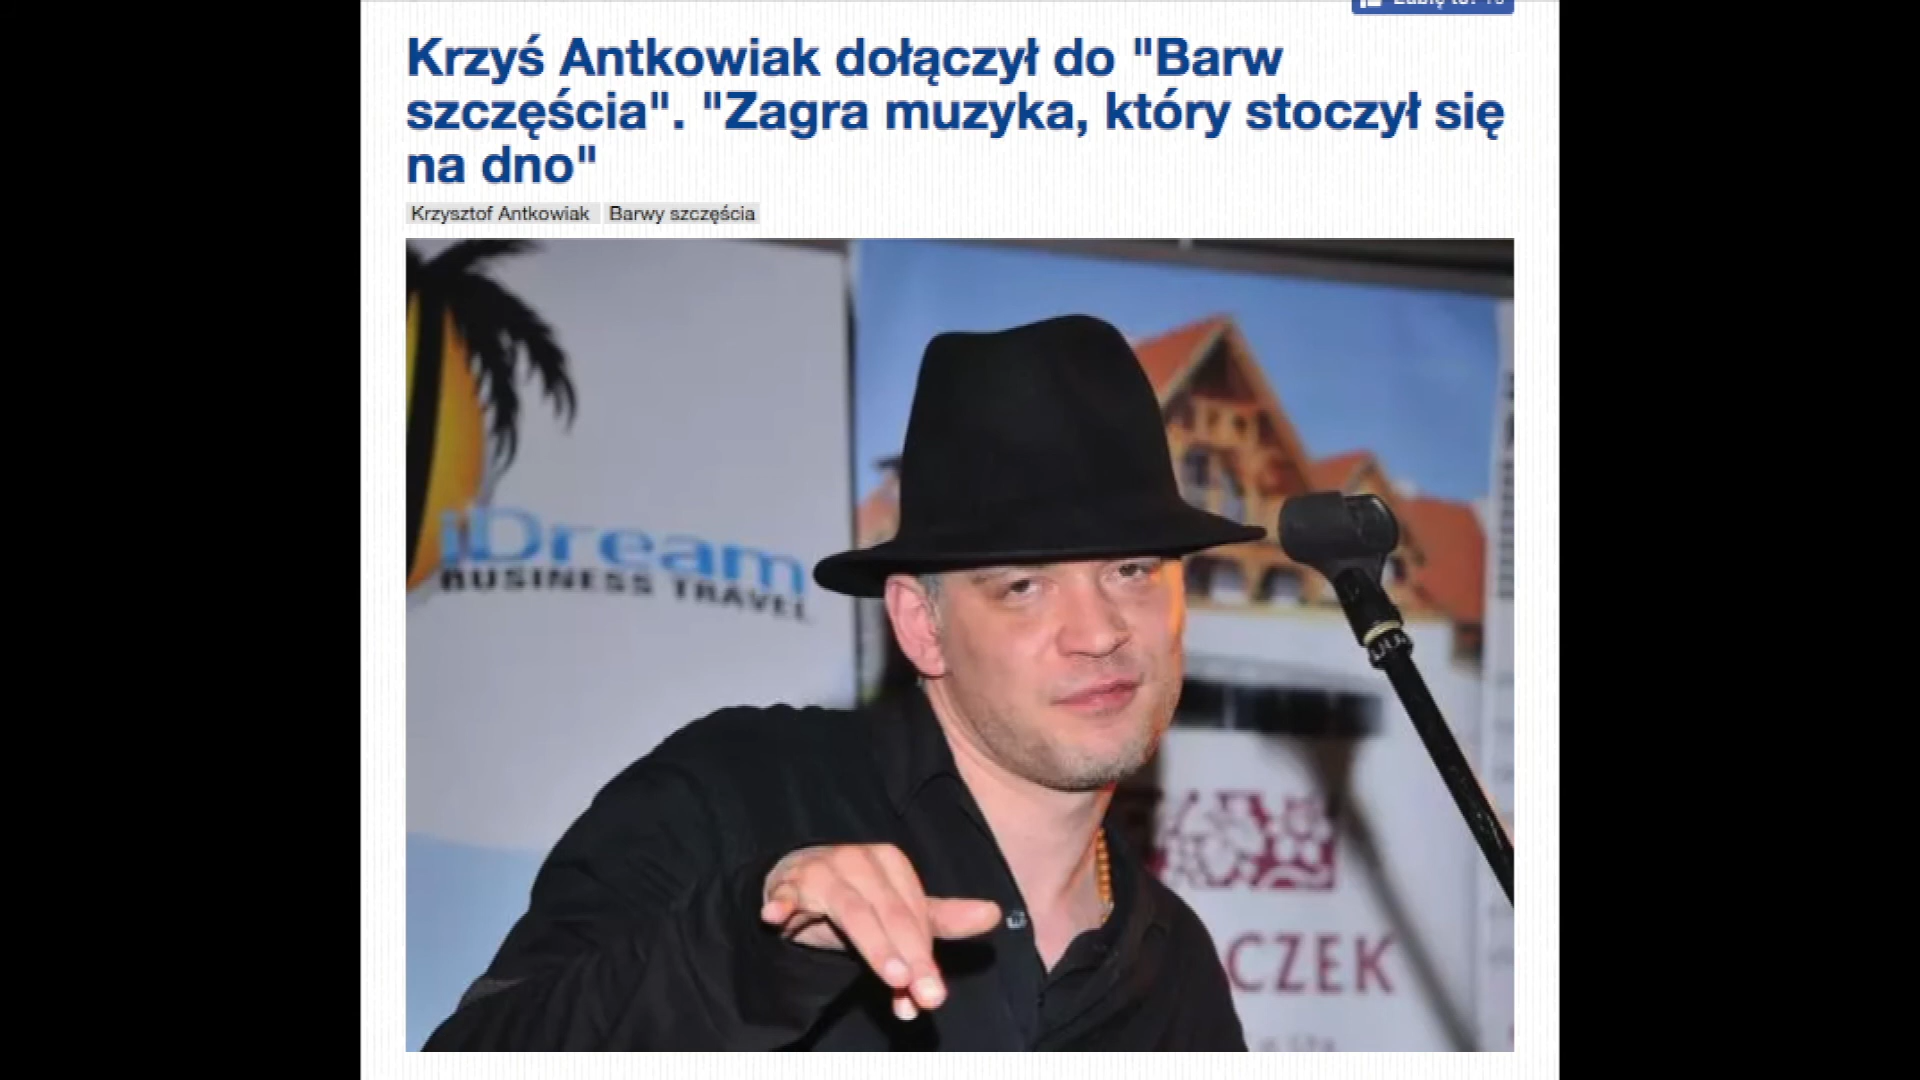 Krzyś Antkowiak dołączył do "Barw
szczęścia". "Zagra muzyka, który stoczył się
na dno"
Krzysztof Antkowiak Barwy szczęścia
iDream
BUSINESS TRAVEL
CZEK